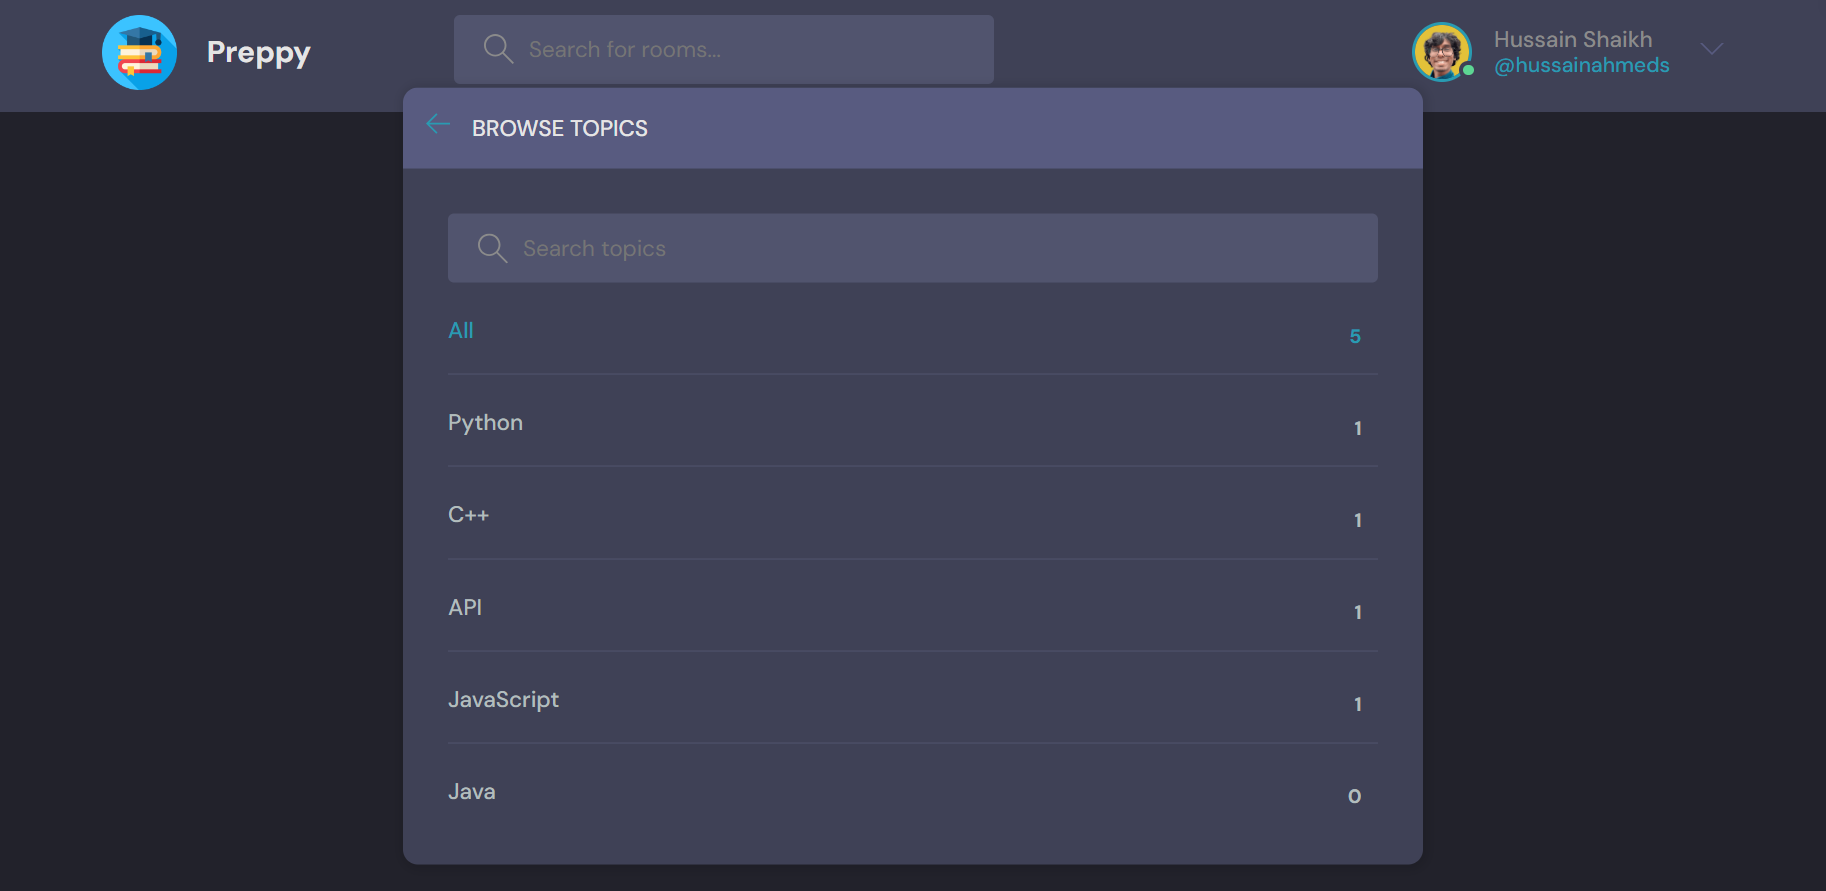 Preppy
Search for rooms...
Hussain Shaikh
@hussainahmeds
BROWSE TOPICS
Search topics
All 5
Python 1
C++ 1
API 1
JavaScript 1
Java 0